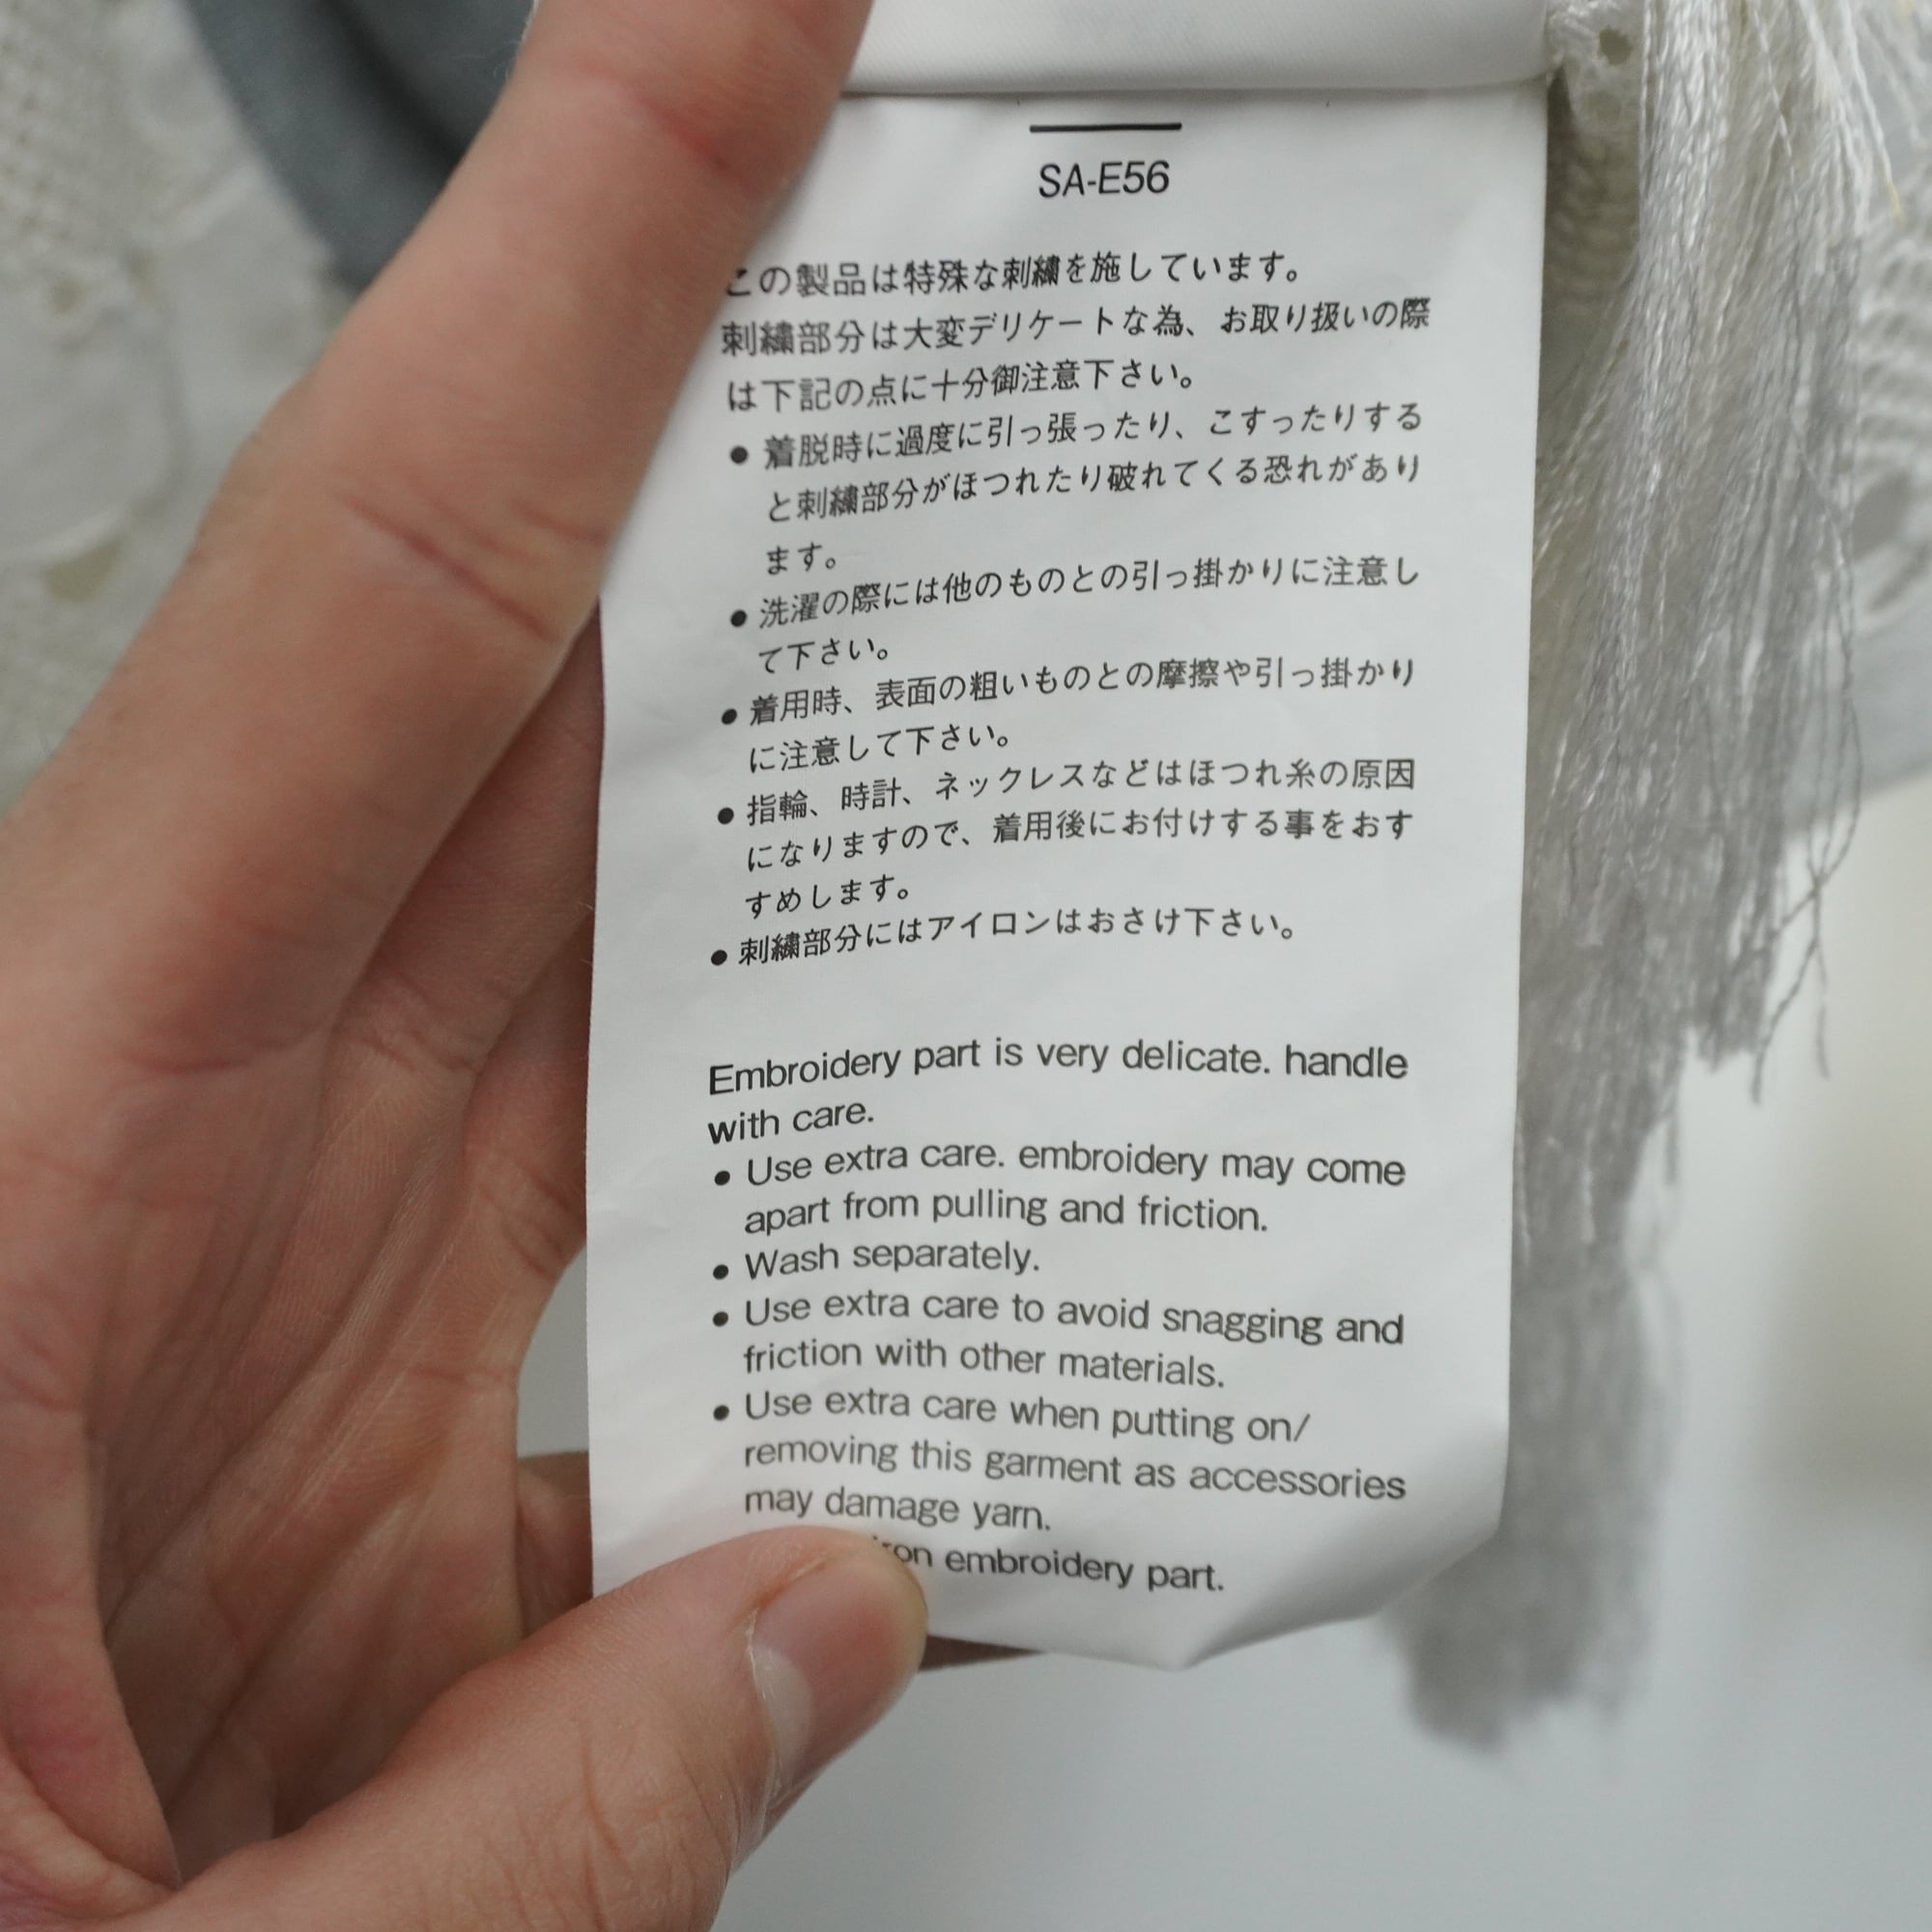 SA-E56
この製品は特殊な刺繍を施しています。
刺繍部分は大変デリケートな為、お取り扱いの際
は下記の点に十分御注意下さい。
● 着脱時に過度に引っ張ったり、こすったりする
と刺繍部分がほつれたり破れてくる恐れがあり
ます。
● 洗濯の際には他のものとの引っ掛かりに注意し
て下さい。
● 着用時、表面の粗いものとの摩擦や引っ掛かり
に注意して下さい。
● 指輪、時計、ネックレスなどはほつれ糸の原因
になりますので、着用後にお付けする事をおす
すめします。
● 刺繍部分にはアイロンはおさけ下さい。
Embroidery part is very delicate. handle
with care.
● Use extra care. embroidery may come
apart from pulling and friction.
● Wash separately.
● Use extra care to avoid snagging and
friction with other materials.
● Use extra care when putting on/
removing this garment as accessories
may damage yarn.
embroidery part.